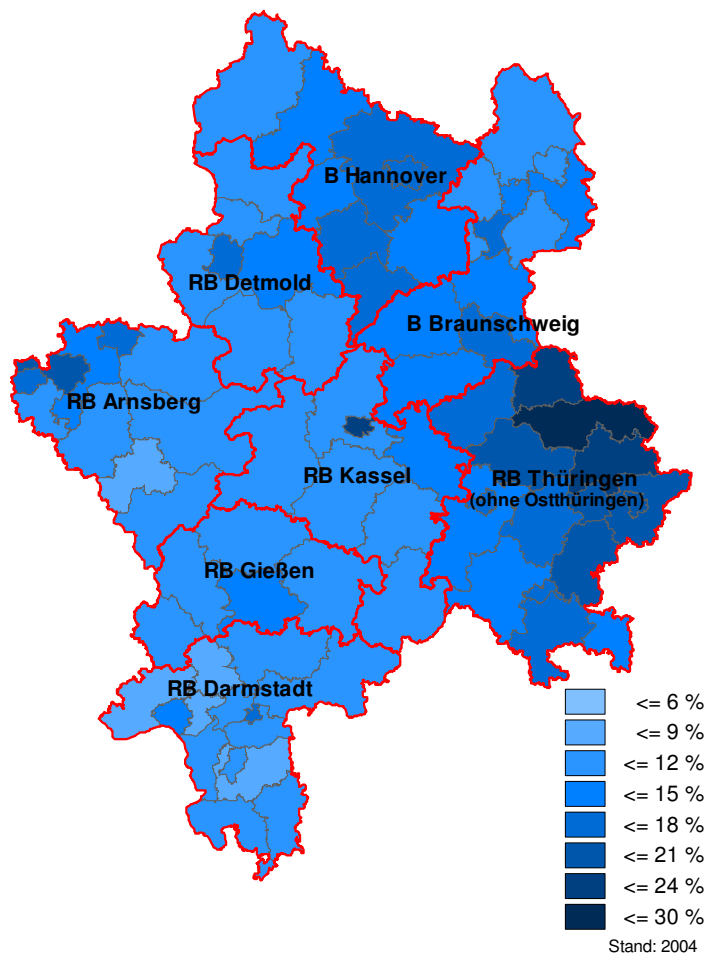 B Hannover
RB Detmold
B Braunschweig
RB Arnsberg
RB Kassel
RB Thüringen
(ohne Ostthüringen)
RB Gießen
RB Darmstadt
<= 6 %
<= 9 %
<= 12 %
<= 15 %
<= 18 %
<= 21 %
<= 24 %
<= 30 %
Stand: 2004